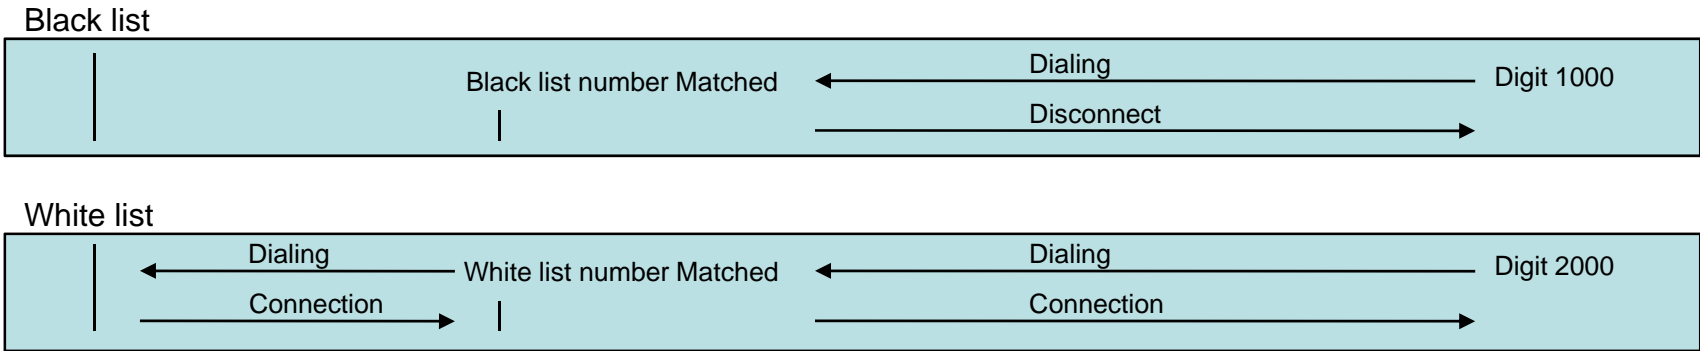 Black list
Black list number Matched
Dialing
Digit 1000
Disconnect
White list
Dialing
White list number Matched
Dialing
Digit 2000
Connection
Connection